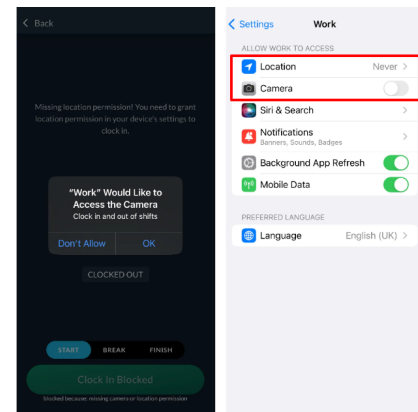 Back
Missing location permission! You need to grant
location permission in your device's settings to
clock in.
"Work" Would Like to
Access the Camera
Clock in and out of shifts
Don't Allow OK
CLOCKED OUT
START BREAK FINISH
Clock In Blocked
blocked because: missing camera or location permission
Settings Work
ALLOW WORK TO ACCESS
Location Never
Camera
Siri & Search
Notifications
Banners, Sounds, Badges
Background App Refresh
Mobile Data
PREFERRED LANGUAGE
Language English (UK)